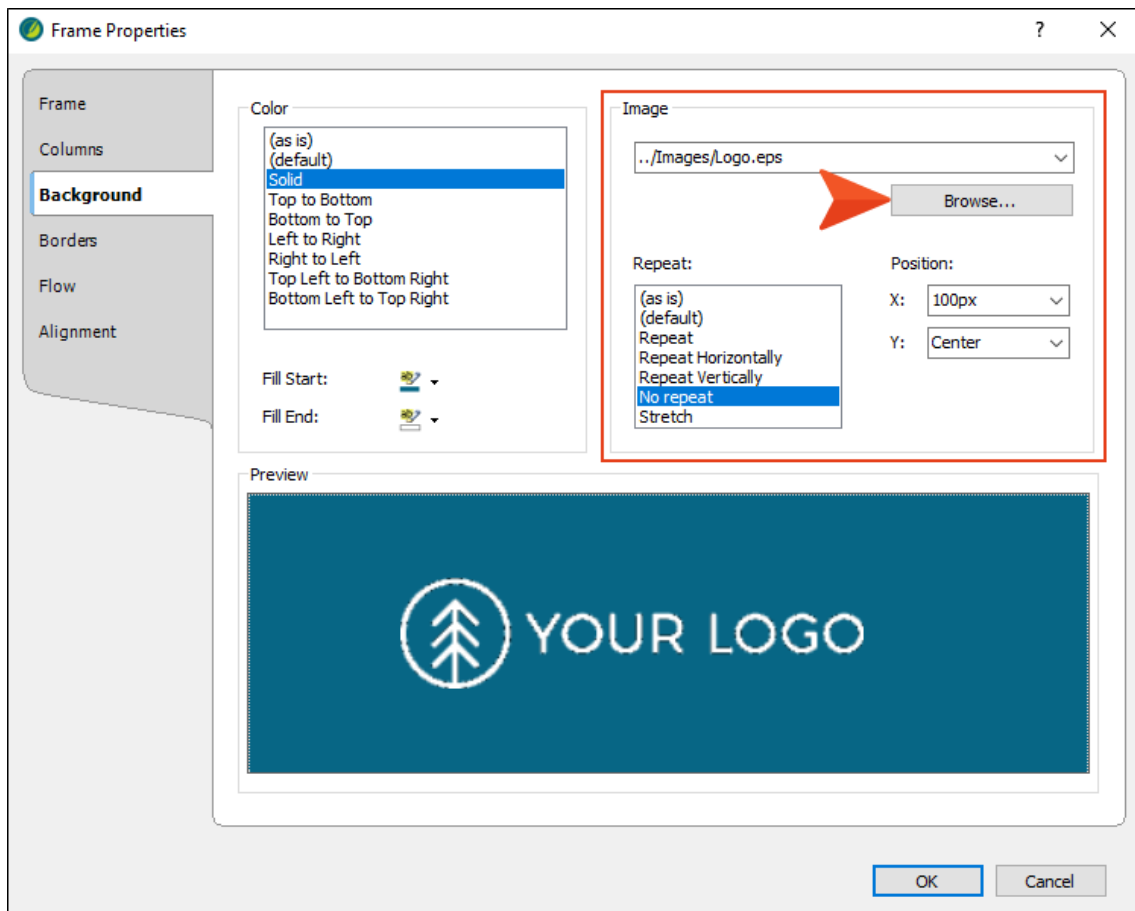 Frame Properties
?
Frame
Columns
Background
Borders
Flow
Alignment
Color
(as is)
(default)
Solid
Top to Bottom
Bottom to Top
Left to Right
Right to Left
Top Left to Bottom Right
Bottom Left to Top Right
Fill Start:
Fill End:
Image
../Images/Logo.eps
Browse...
Repeat:
(as is)
(default)
Repeat
Repeat Horizontally
Repeat Vertically
No repeat
Stretch
Position:
X: 100px
Y: Center
Preview
YOUR LOGO
OK
Cancel